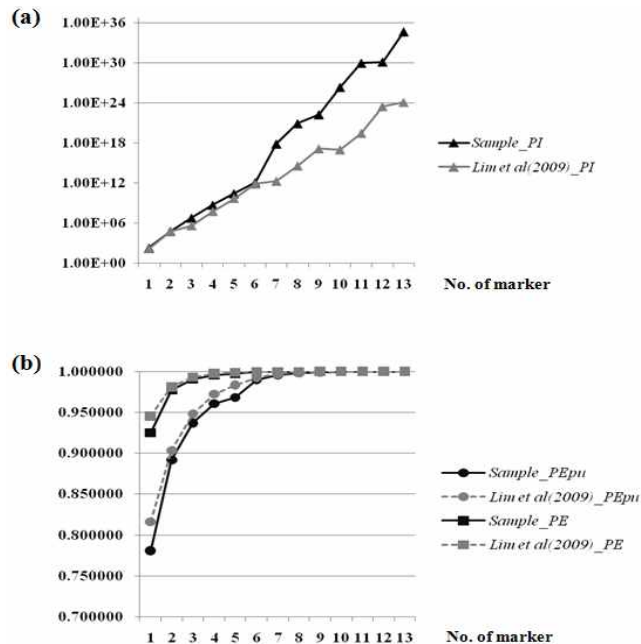 (a)
1.00E+36
1.00E+30
1.00E+24
1.00E+18
1.00E+12
1.00E+06
1.00E+00
1 2 3 4 5 6 7 8 9 10 11 12 13
No. of marker
Sample_PI
Lim et al(2009)_PI
(b)
1.000000
0.950000
0.900000
0.850000
0.800000
0.750000
0.700000
1 2 3 4 5 6 7 8 9 10 11 12 13
No. of marker
Sample_PEpu
Lim et al(2009)_PEpu
Sample_PE
Lim et al(2009)_PE